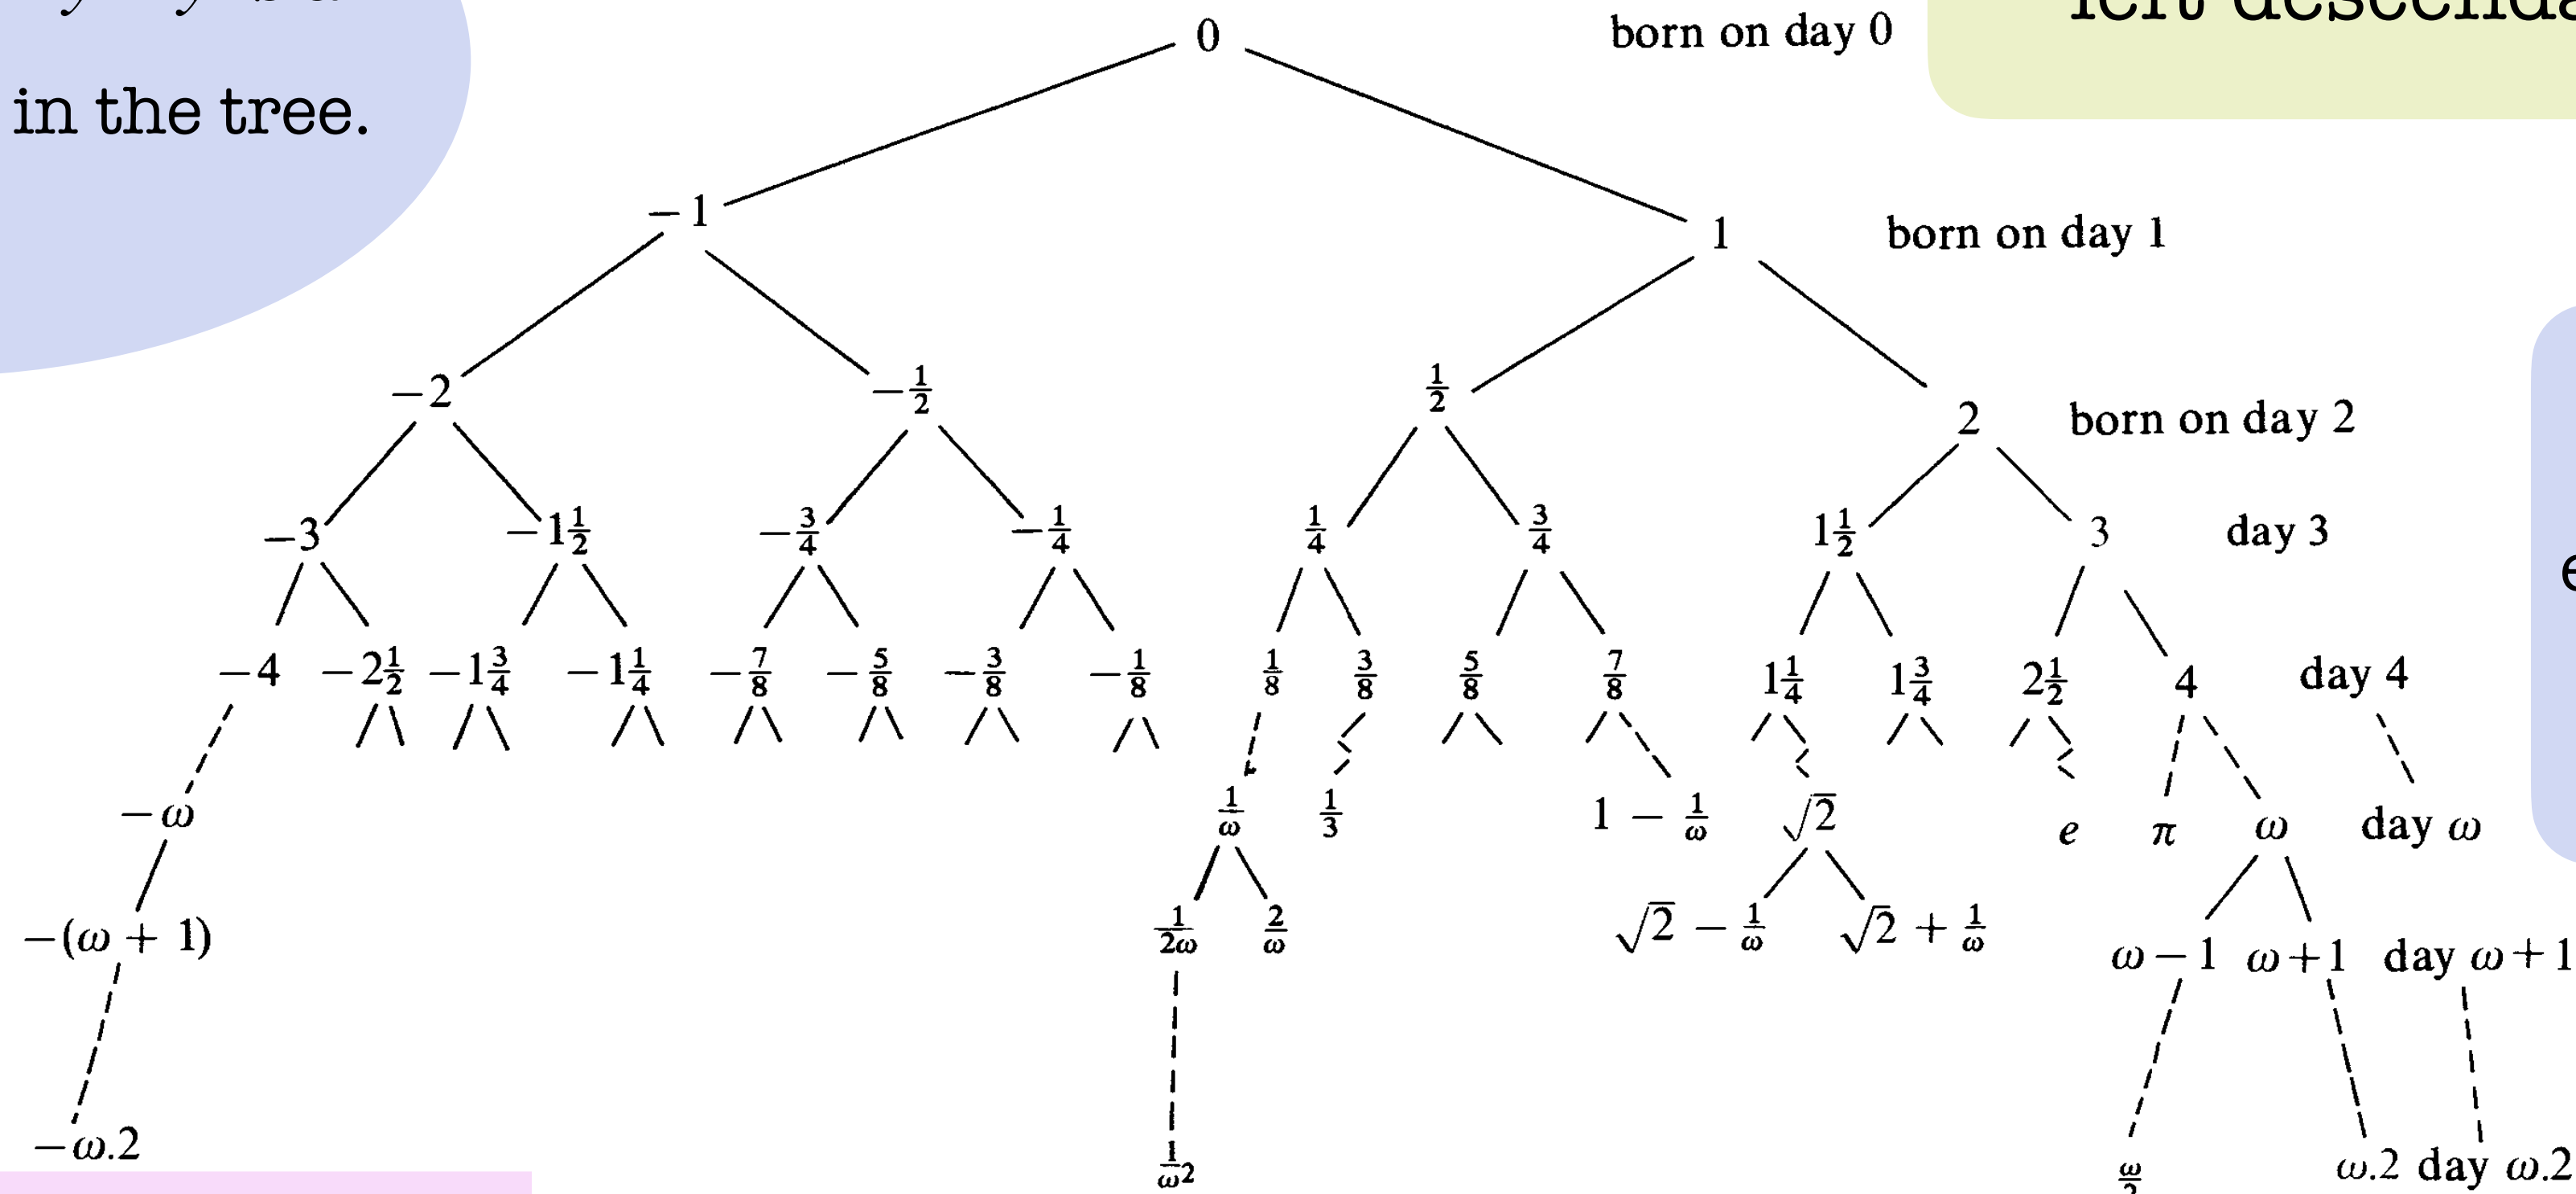 in the tree.
0 born on day 0
−1 1 born on day 1
−2 −1/2 1/2 2 born on day 2
−3 −1 1/2 −3/4 −1/4 1/4 3/4 1 1/2 3 day 3
−4 −2 1/2 −1 3/4 −1 1/4 −7/8 −5/8 −3/8 −1/8 1/8 3/8 5/8 7/8 1 1/4 1 3/4 2 1/2 4 day 4
−ω 1/ω 1/3 1 − 1/ω √2 e π ω day ω
−(ω + 1) 1/2ω 2/ω √2 − 1/ω √2 + 1/ω ω − 1 ω + 1 day ω + 1
−ω.2 1/ω² ω/2 ω.2 day ω.2